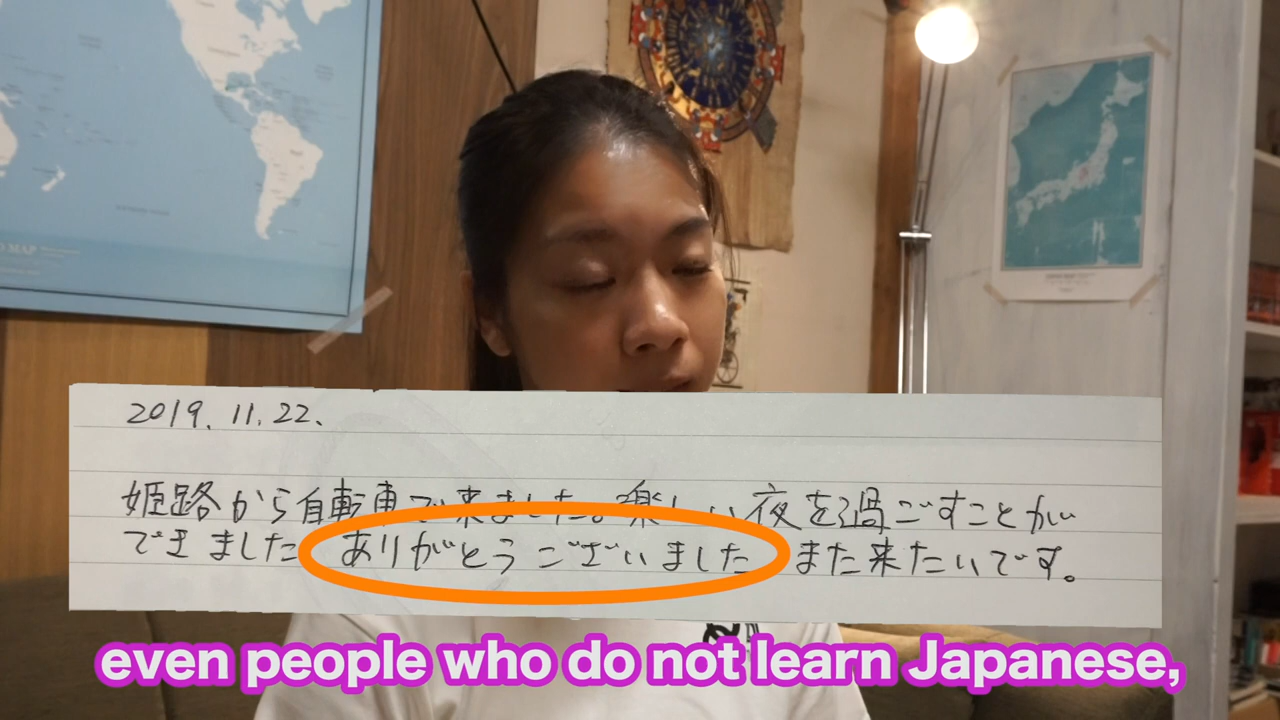 2019.11.22、
姫路から自転車で来ました。楽しい夜を過ごすことが
できました ありがとうございました また来たいです。
even people who do not learn Japanese,